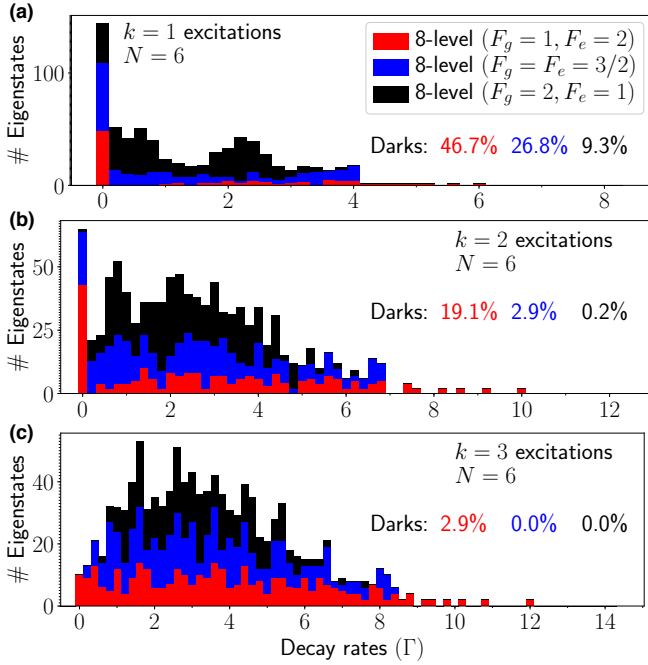 (a)
k = 1 excitations
N = 6
8-level (F_g = 1, F_e = 2)
8-level (F_g = F_e = 3/2)
8-level (F_g = 2, F_e = 1)
Darks: 46.7% 26.8% 9.3%
# Eigenstates
100
0
0 2 4 6 8
(b)
k = 2 excitations
N = 6
Darks: 19.1% 2.9% 0.2%
# Eigenstates
50
25
0
0 2 4 6 8 10 12
(c)
k = 3 excitations
N = 6
Darks: 2.9% 0.0% 0.0%
# Eigenstates
40
20
0
0 2 4 6 8 10 12 14
Decay rates (Γ)